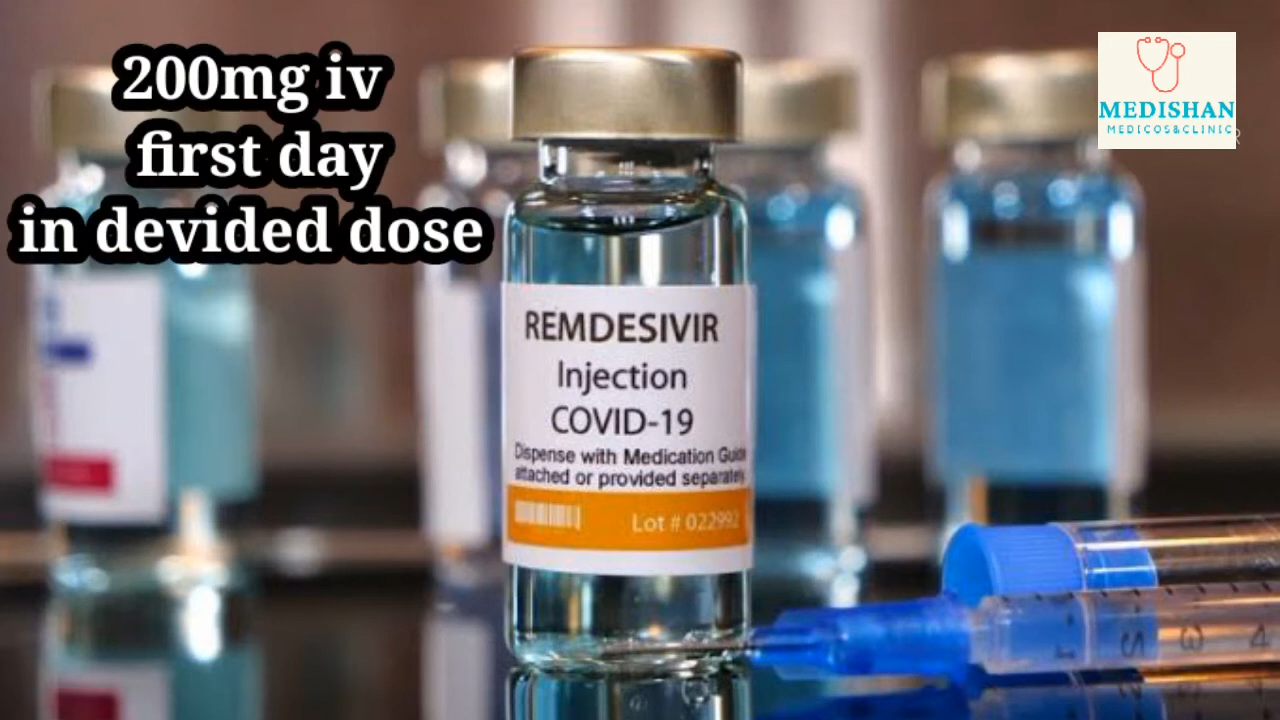 200mg iv
first day
in devided dose
MEDISHAN
MEDICOS&CLINIC
REMDESIVIR
Injection
COVID-19
Dispense with Medication Guide
attached or provided separately
Lot # 022992